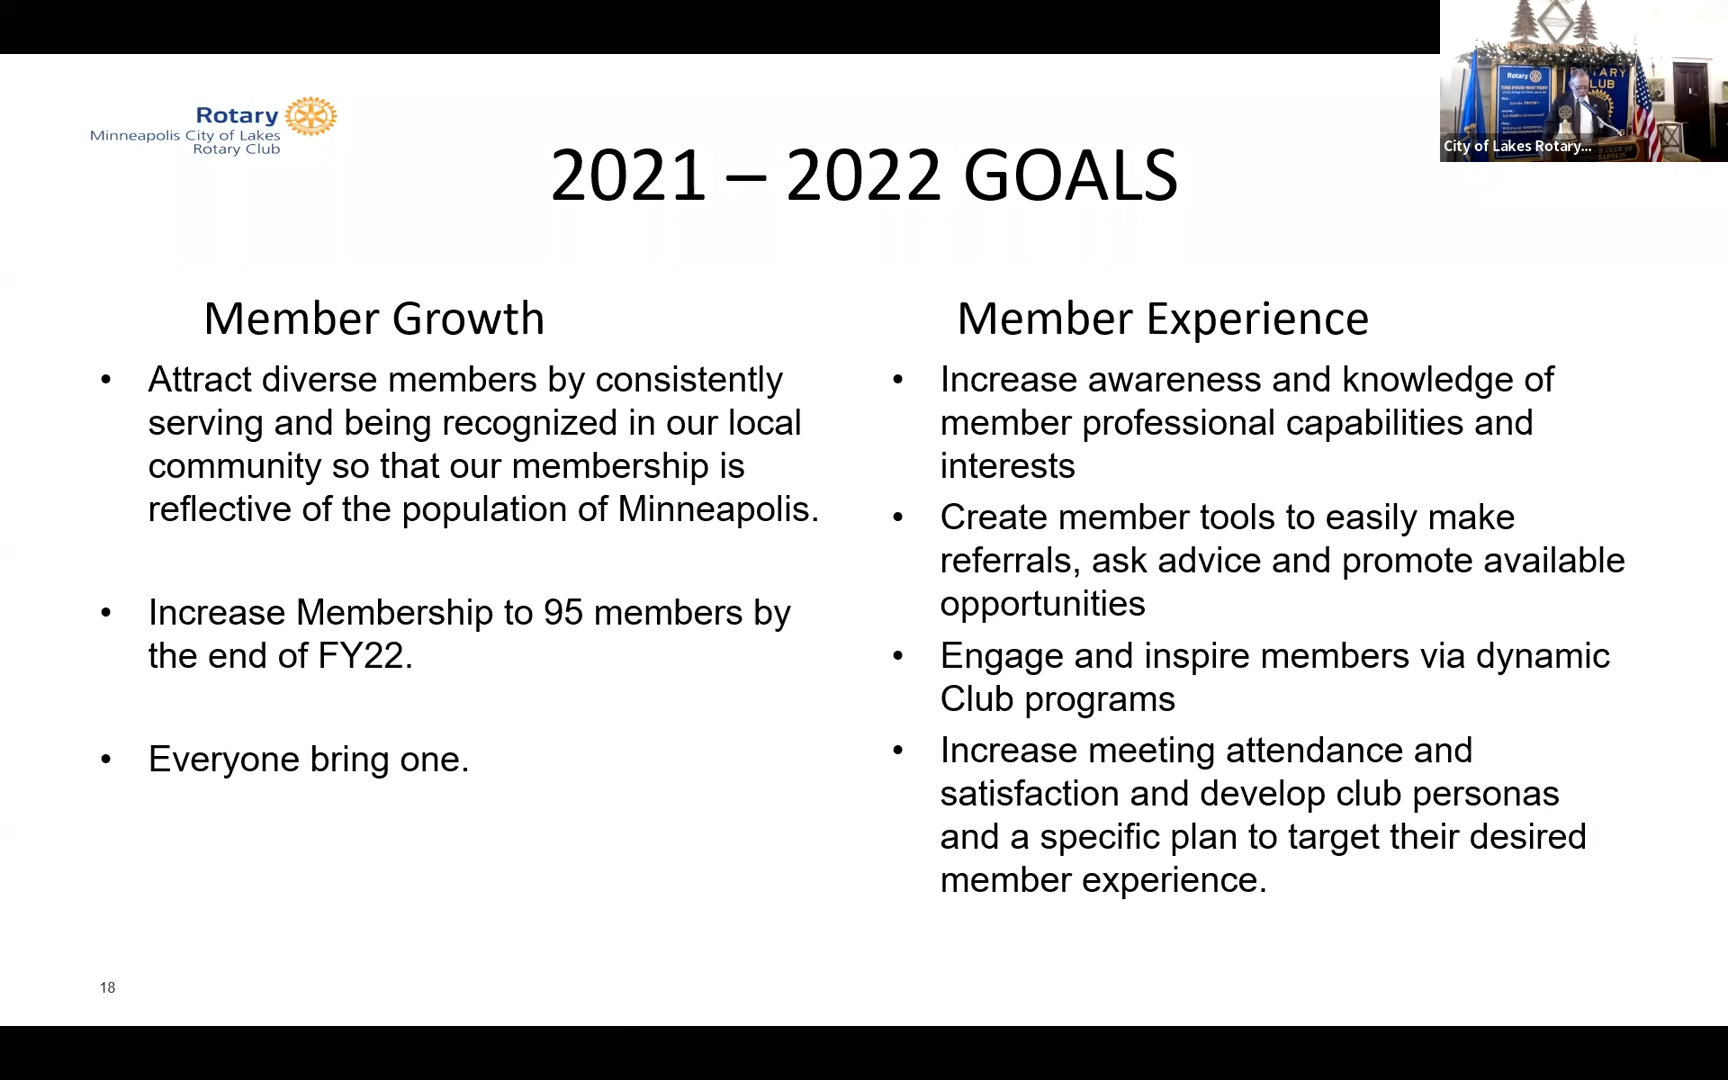 Rotary
Minneapolis City of Lakes
Rotary Club
2021 – 2022 GOALS
Member Growth
• Attract diverse members by consistently
serving and being recognized in our local
community so that our membership is
reflective of the population of Minneapolis.
• Increase Membership to 95 members by
the end of FY22.
• Everyone bring one.
Member Experience
• Increase awareness and knowledge of
member professional capabilities and
interests
• Create member tools to easily make
referrals, ask advice and promote available
opportunities
• Engage and inspire members via dynamic
Club programs
• Increase meeting attendance and
satisfaction and develop club personas
and a specific plan to target their desired
member experience.
18
Rotary
THE FOUR-WAY TEST
City of Lakes Rotary...